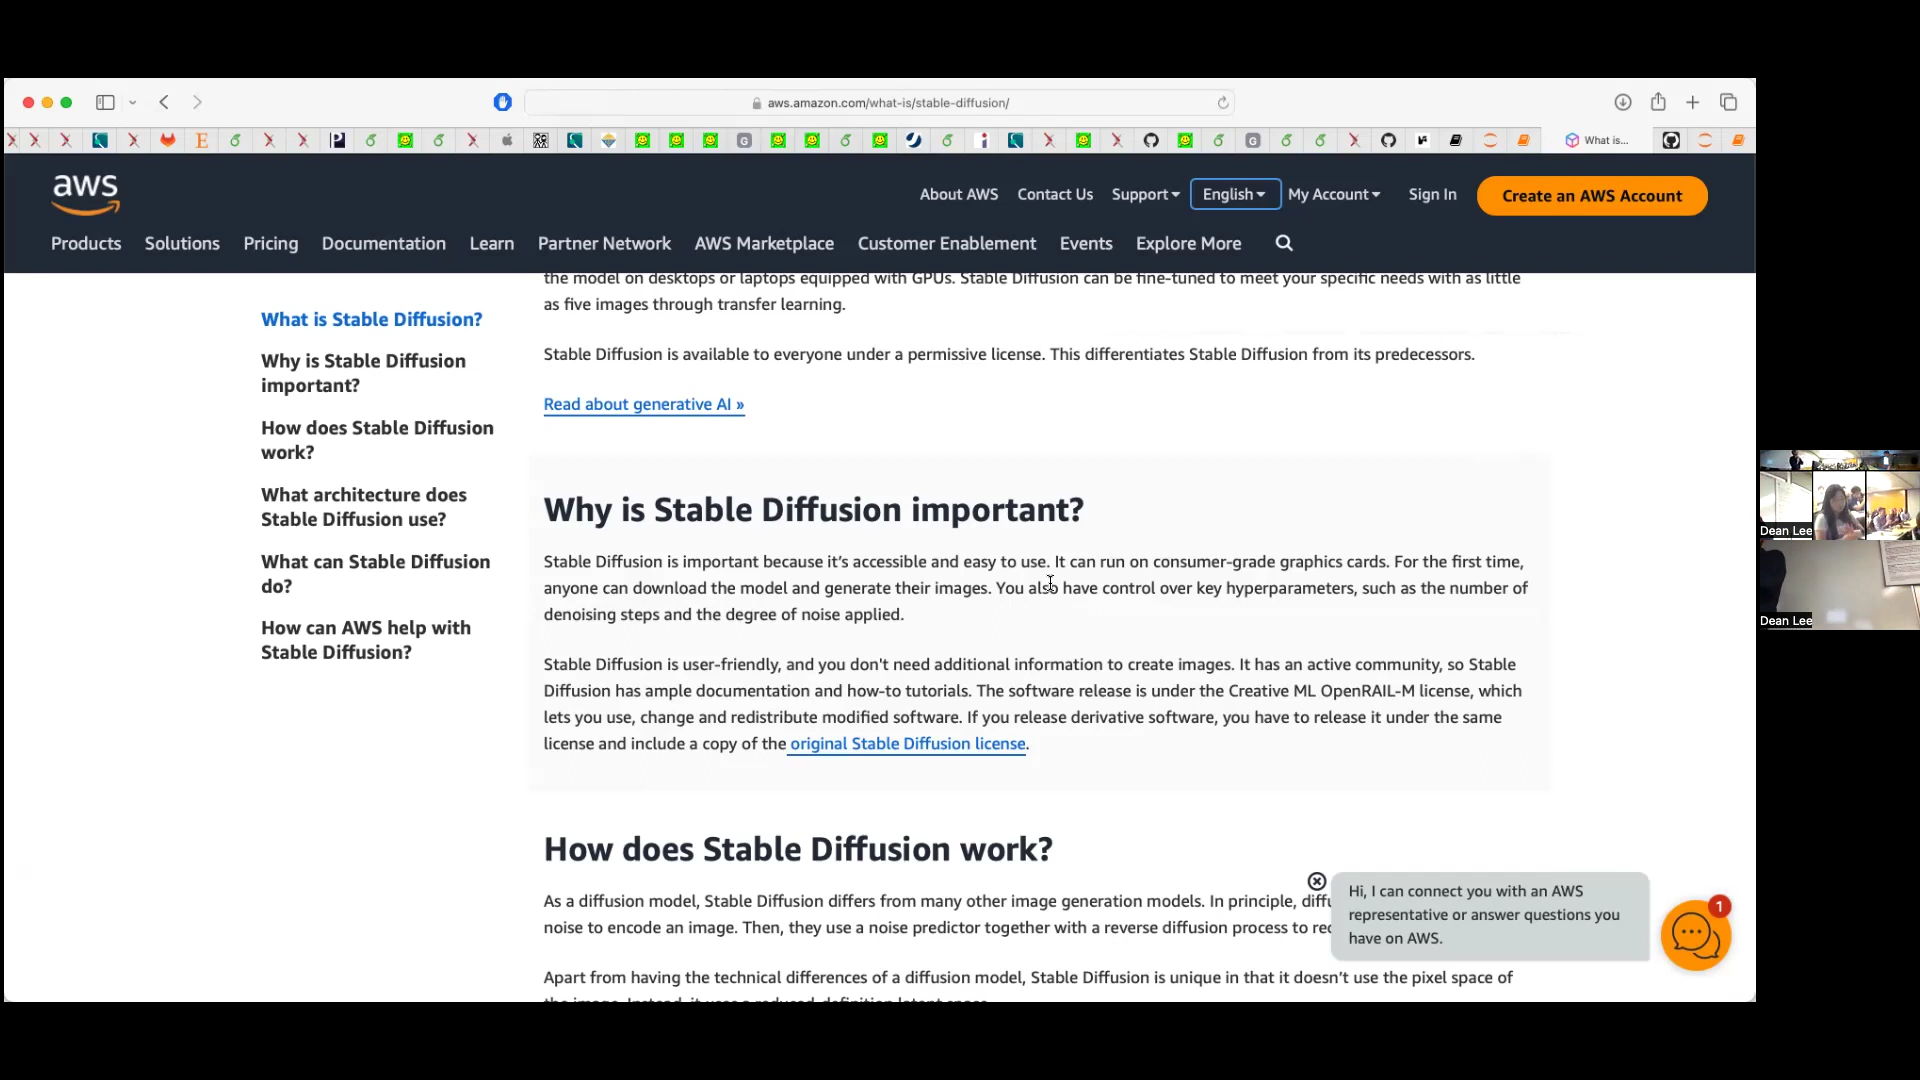 aws.amazon.com/what-is/stable-diffusion/
What is...
aws
About AWS Contact Us Support English My Account Sign In Create an AWS Account
Products Solutions Pricing Documentation Learn Partner Network AWS Marketplace Customer Enablement Events Explore More
What is Stable Diffusion?
Why is Stable Diffusion
important?
How does Stable Diffusion
work?
What architecture does
Stable Diffusion use?
What can Stable Diffusion
do?
How can AWS help with
Stable Diffusion?
the model on desktops or laptops equipped with GPUs. Stable Diffusion can be fine-tuned to meet your specific needs with as little
as five images through transfer learning.
Stable Diffusion is available to everyone under a permissive license. This differentiates Stable Diffusion from its predecessors.
Read about generative AI »
Why is Stable Diffusion important?
Stable Diffusion is important because it’s accessible and easy to use. It can run on consumer-grade graphics cards. For the first time,
anyone can download the model and generate their images. You also have control over key hyperparameters, such as the number of
denoising steps and the degree of noise applied.
Stable Diffusion is user-friendly, and you don't need additional information to create images. It has an active community, so Stable
Diffusion has ample documentation and how-to tutorials. The software release is under the Creative ML OpenRAIL-M license, which
lets you use, change and redistribute modified software. If you release derivative software, you have to release it under the same
license and include a copy of the original Stable Diffusion license.
How does Stable Diffusion work?
As a diffusion model, Stable Diffusion differs from many other image generation models. In principle,
noise to encode an image. Then, they use a noise predictor together with a reverse diffusion process to
Apart from having the technical differences of a diffusion model, Stable Diffusion is unique in that it doesn’t use the pixel space of
the image. Instead, it uses a reduced-definition latent space.
Hi, I can connect you with an AWS
representative or answer questions you
have on AWS.
1
Dean Lee
Dean Lee